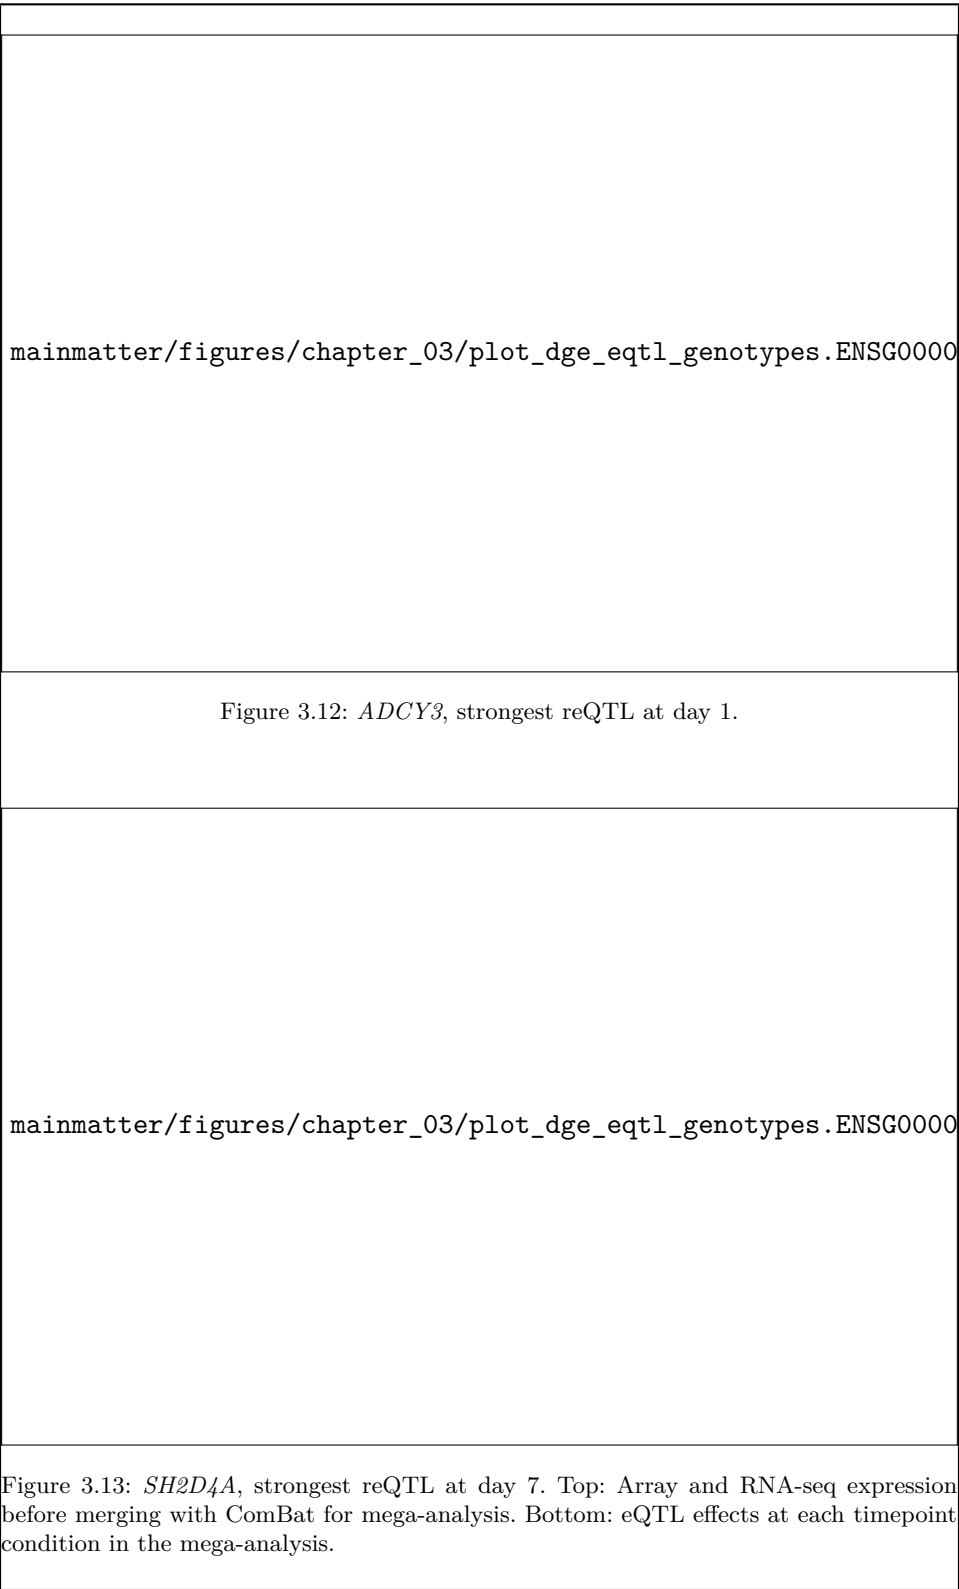 mainmatter/figures/chapter_03/plot_dge_eqtl_genotypes.ENSG0000
Figure 3.12: ADCY3, strongest reQTL at day 1.
mainmatter/figures/chapter_03/plot_dge_eqtl_genotypes.ENSG0000
Figure 3.13: SH2D4A, strongest reQTL at day 7. Top: Array and RNA-seq expression
before merging with ComBat for mega-analysis. Bottom: eQTL effects at each timepoint
condition in the mega-analysis.